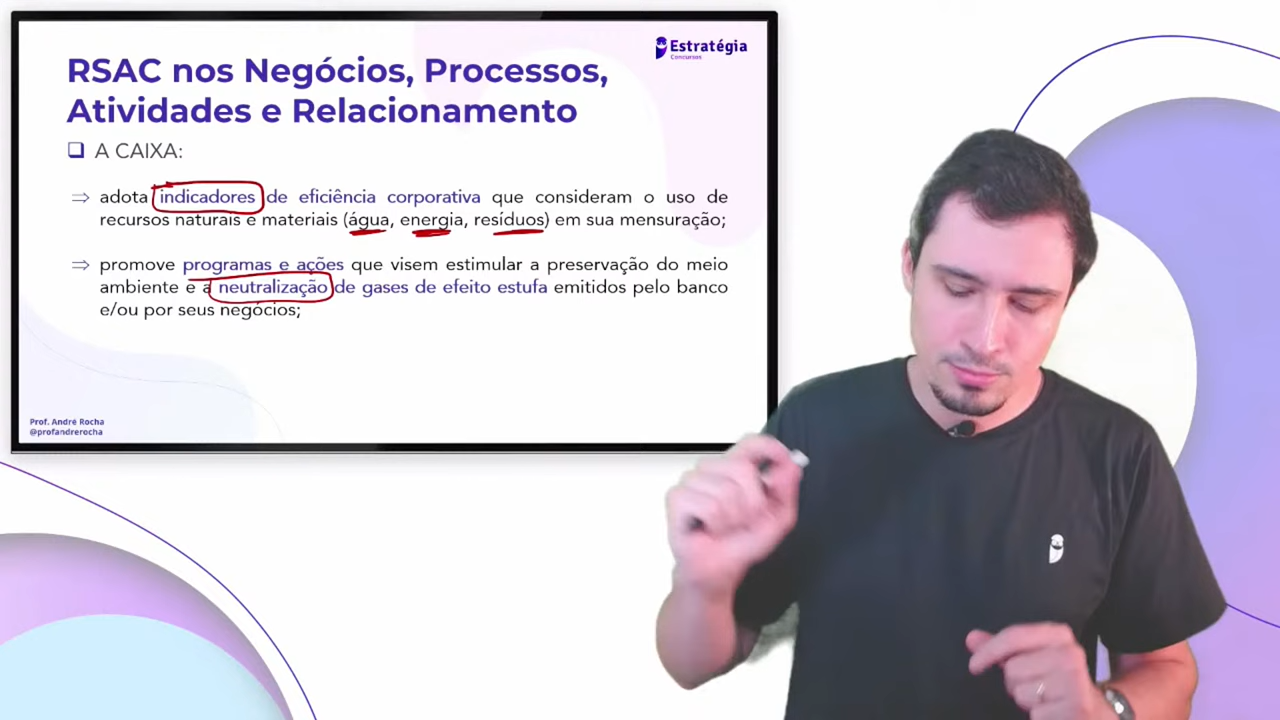 Estratégia
Concursos
RSAC nos Negócios, Processos,
Atividades e Relacionamento
A CAIXA:
adota indicadores de eficiência corporativa que consideram o uso de
recursos naturais e materiais (água, energia, resíduos) em sua mensuração;
promove programas e ações que visem estimular a preservação do meio
ambiente e a neutralização de gases de efeito estufa emitidos pelo banco
e/ou por seus negócios;
Prof. André Rocha
@profandrerocha